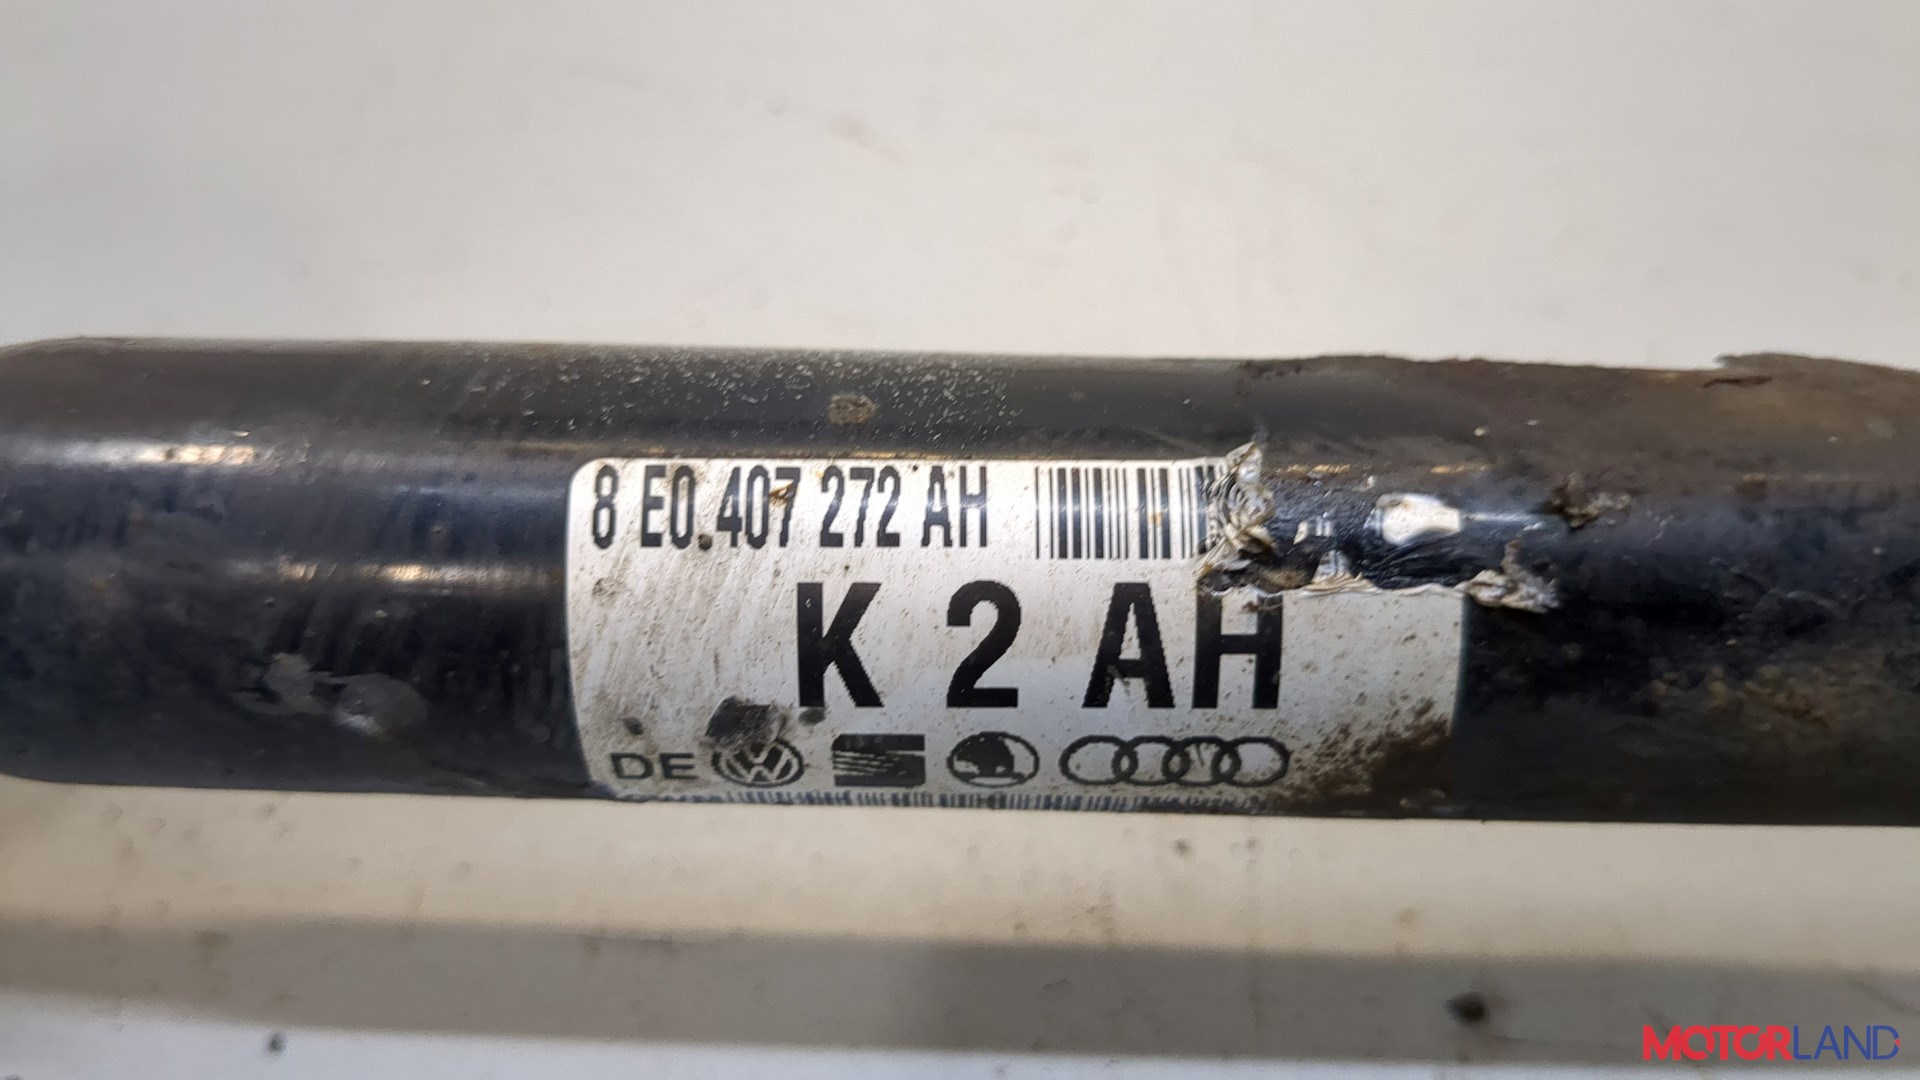 8 E0.407 272 AH
K 2 AH
DE
MOTORLAND